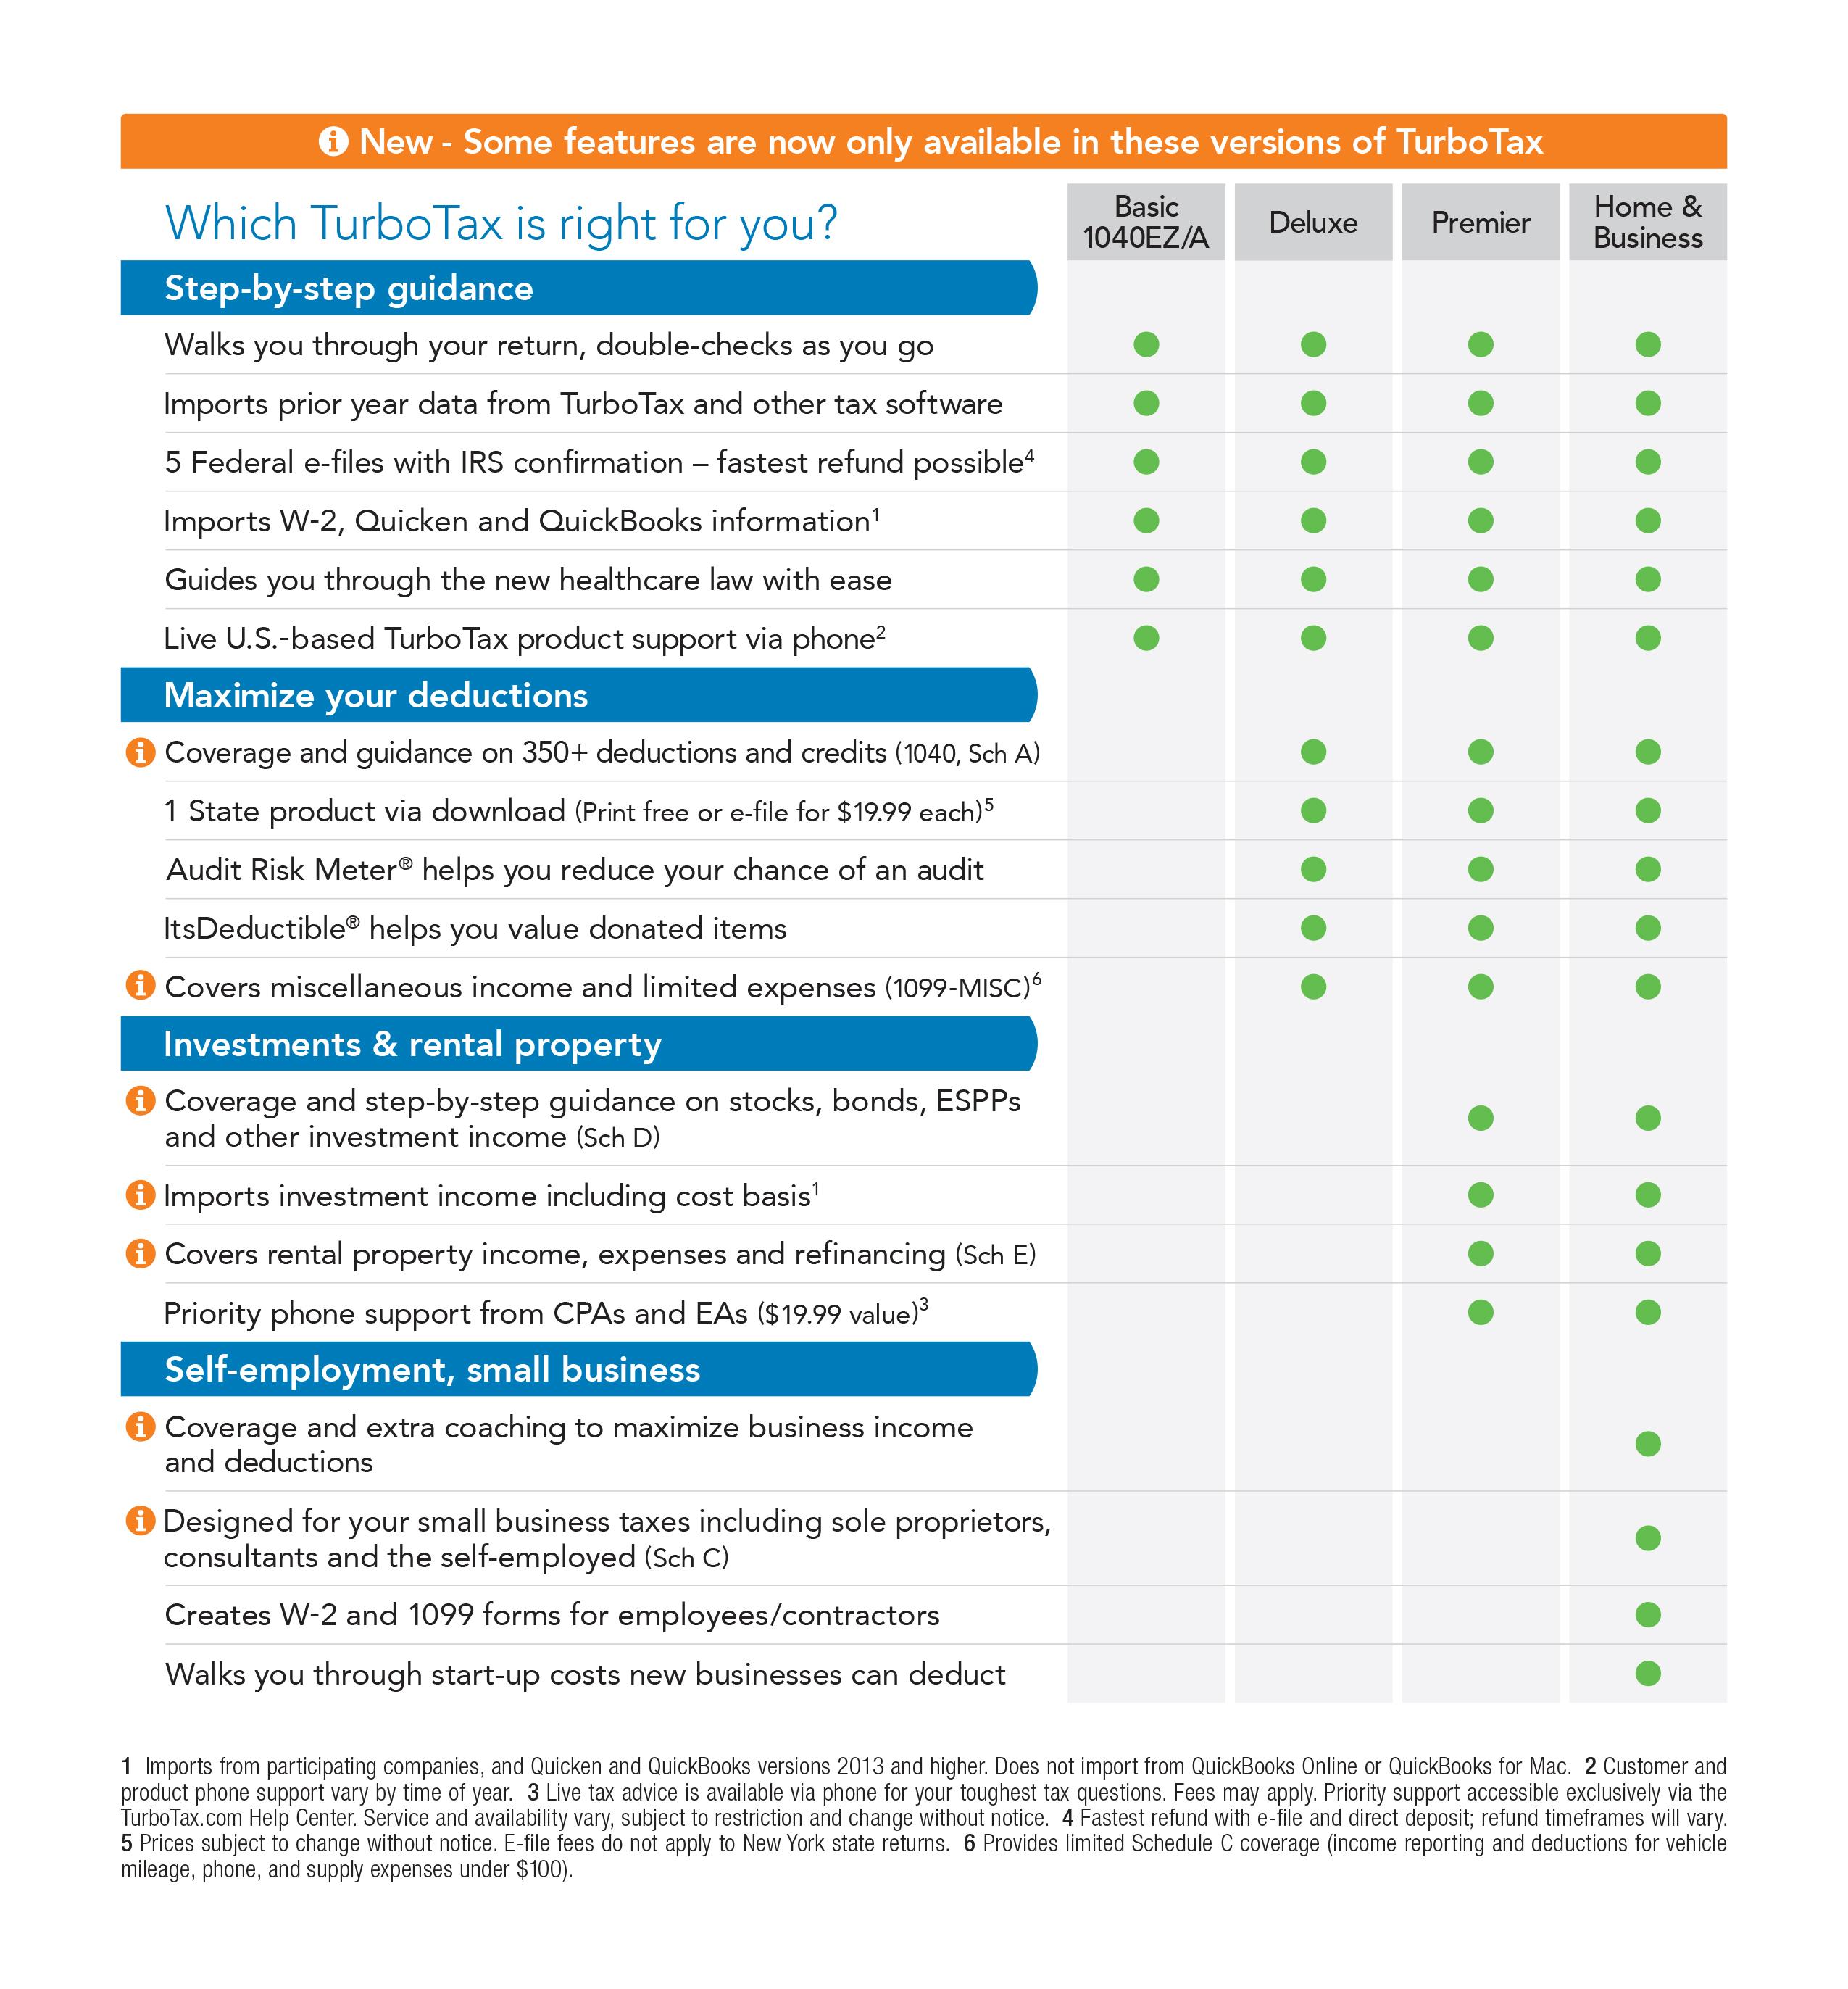 New - Some features are now only available in these versions of TurboTax
Which TurboTax is right for you?
Basic
1040EZ/A
Deluxe
Premier
Home &
Business
Step-by-step guidance
Walks you through your return, double-checks as you go
Imports prior year data from TurboTax and other tax software
5 Federal e-files with IRS confirmation – fastest refund possible4
Imports W-2, Quicken and QuickBooks information1
Guides you through the new healthcare law with ease
Live U.S.-based TurboTax product support via phone2
Maximize your deductions
Coverage and guidance on 350+ deductions and credits (1040, Sch A)
1 State product via download (Print free or e-file for $19.99 each)5
Audit Risk Meter® helps you reduce your chance of an audit
ItsDeductible® helps you value donated items
Covers miscellaneous income and limited expenses (1099-MISC)6
Investments & rental property
Coverage and step-by-step guidance on stocks, bonds, ESPPs
and other investment income (Sch D)
Imports investment income including cost basis1
Covers rental property income, expenses and refinancing (Sch E)
Priority phone support from CPAs and EAs ($19.99 value)3
Self-employment, small business
Coverage and extra coaching to maximize business income
and deductions
Designed for your small business taxes including sole proprietors,
consultants and the self-employed (Sch C)
Creates W-2 and 1099 forms for employees/contractors
Walks you through start-up costs new businesses can deduct
1 Imports from participating companies, and Quicken and QuickBooks versions 2013 and higher. Does not import from QuickBooks Online or QuickBooks for Mac. 2 Customer and
product phone support vary by time of year. 3 Live tax advice is available via phone for your toughest tax questions. Fees may apply. Priority support accessible exclusively via the
TurboTax.com Help Center. Service and availability vary, subject to restriction and change without notice. 4 Fastest refund with e-file and direct deposit; refund timeframes will vary.
5 Prices subject to change without notice. E-file fees do not apply to New York state returns. 6 Provides limited Schedule C coverage (income reporting and deductions for vehicle
mileage, phone, and supply expenses under $100).